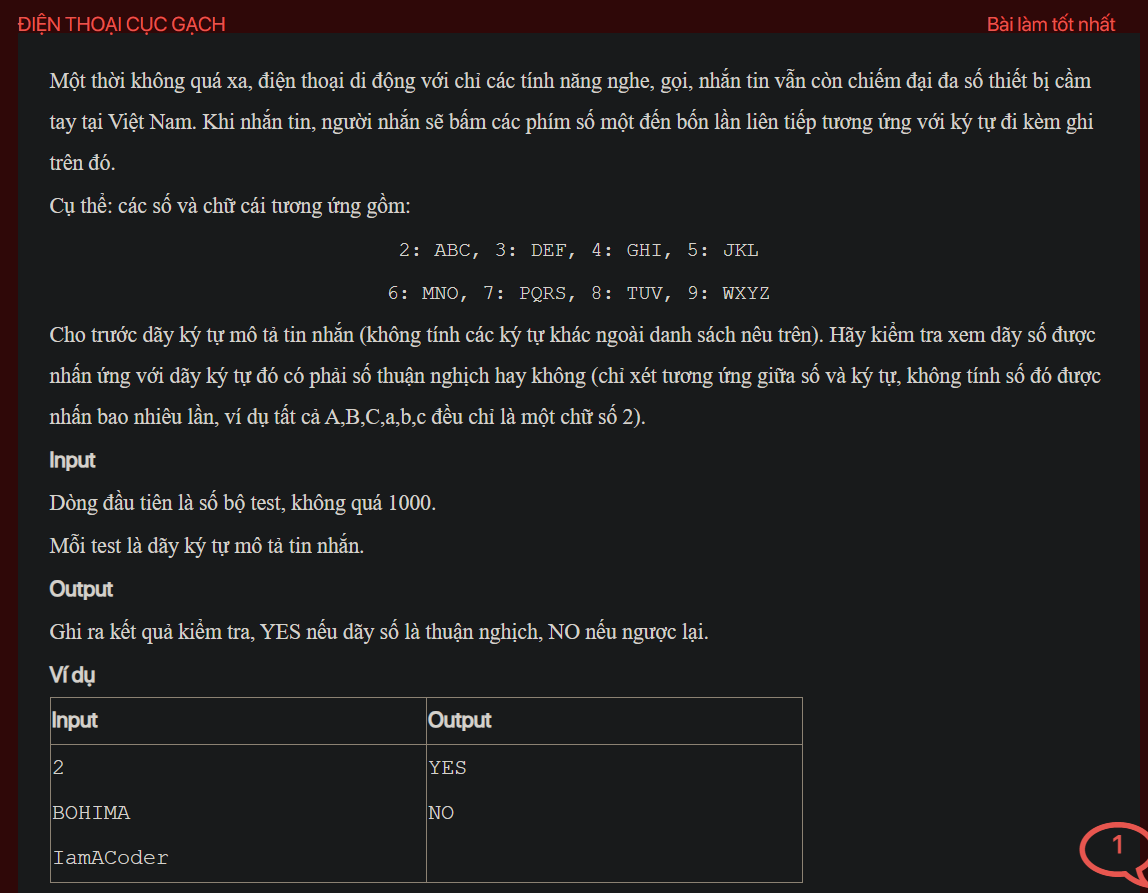 ĐIỆN THOẠI CỤC GẠCH Bài làm tốt nhất
Một thời không quá xa, điện thoại di động với chỉ các tính năng nghe, gọi, nhắn tin vẫn còn chiếm đại đa số thiết bị cầm
tay tại Việt Nam. Khi nhắn tin, người nhắn sẽ bấm các phím số một đến bốn lần liên tiếp tương ứng với ký tự đi kèm ghi
trên đó.
Cụ thể: các số và chữ cái tương ứng gồm:
2: ABC, 3: DEF, 4: GHI, 5: JKL
6: MNO, 7: PQRS, 8: TUV, 9: WXYZ
Cho trước dãy ký tự mô tả tin nhắn (không tính các ký tự khác ngoài danh sách nêu trên). Hãy kiểm tra xem dãy số được
nhấn ứng với dãy ký tự đó có phải số thuận nghịch hay không (chỉ xét tương ứng giữa số và ký tự, không tính số đó được
nhấn bao nhiêu lần, ví dụ tất cả A,B,C,a,b,c đều chỉ là một chữ số 2).
Input
Dòng đầu tiên là số bộ test, không quá 1000.
Mỗi test là dãy ký tự mô tả tin nhắn.
Output
Ghi ra kết quả kiểm tra, YES nếu dãy số là thuận nghịch, NO nếu ngược lại.
Ví dụ
Input Output
2 YES
BOHIMA NO
IamACoder
1